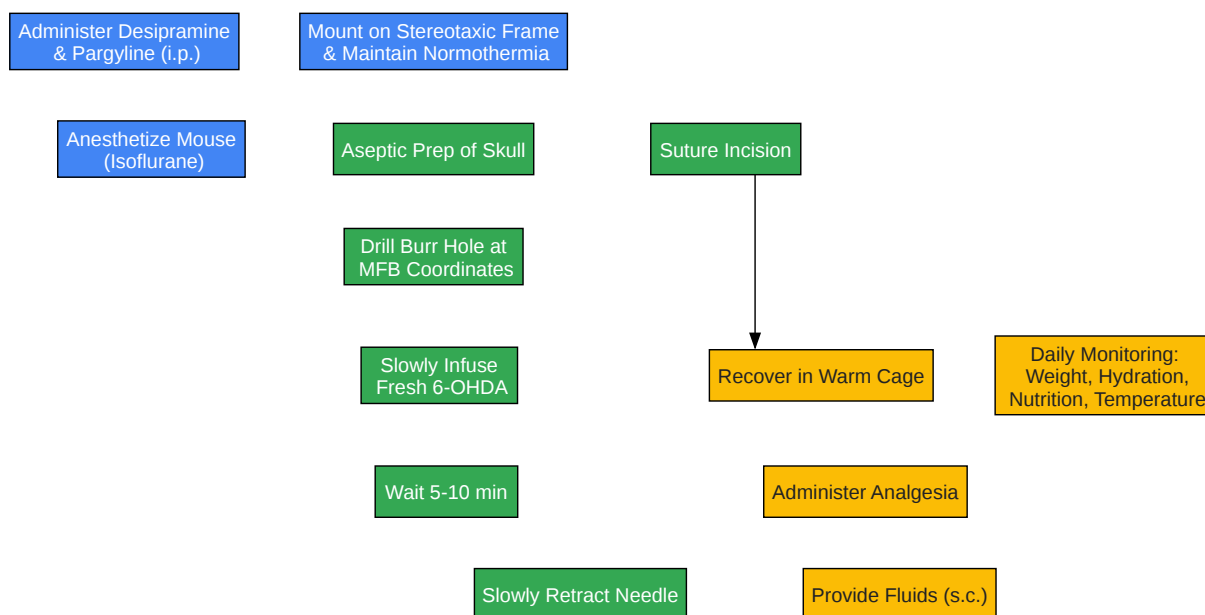 Administer Desipramine
& Pargyline (i.p.)
Mount on Stereotaxic Frame
& Maintain Normothermia
Anesthetize Mouse
(Isoflurane)
Aseptic Prep of Skull
Suture Incision
Drill Burr Hole at
MFB Coordinates
Slowly Infuse
Fresh 6-OHDA
Recover in Warm Cage
Daily Monitoring:
Weight, Hydration,
Nutrition, Temperature
Wait 5-10 min
Administer Analgesia
Slowly Retract Needle
Provide Fluids (s.c.)